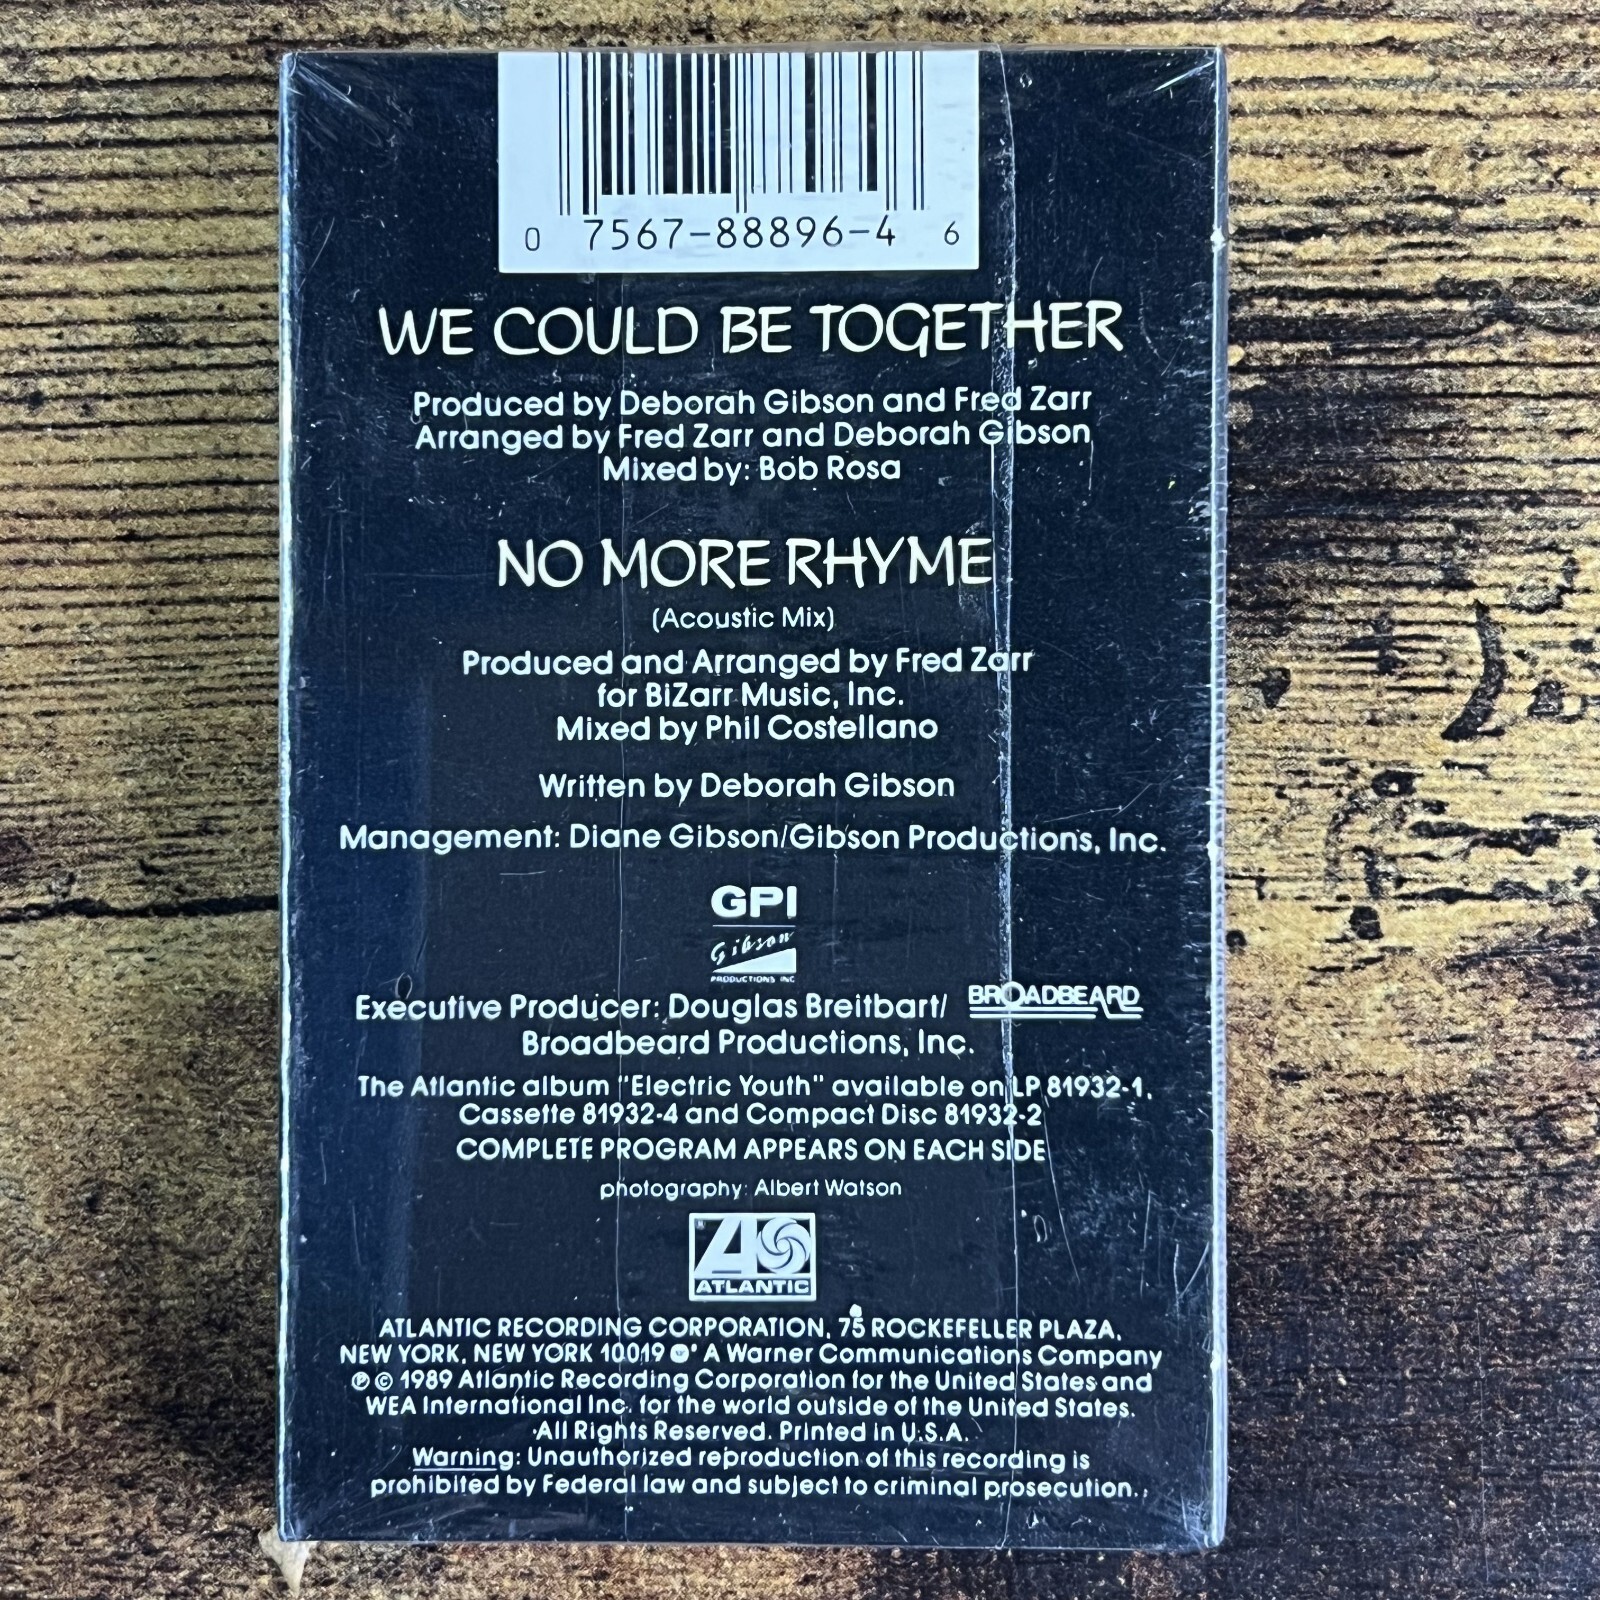 0 7567-88896-4 6
WE COULD BE TOGETHER
Produced by Deborah Gibson and Fred Zarr
Arranged by Fred Zarr and Deborah Gibson
Mixed by: Bob Rosa
NO MORE RHYME
(Acoustic Mix)
Produced and Arranged by Fred Zarr
for BiZarr Music, Inc.
Mixed by Phil Costellano
Written by Deborah Gibson
Management: Diane Gibson/Gibson Productions, Inc.
GPI
Gibson
PRODUCTIONS INC
Executive Producer: Douglas Breitbart/ BROADBEARD
Broadbeard Productions, Inc.
The Atlantic album "Electric Youth" available on LP 81932-1,
Cassette 81932-4 and Compact Disc 81932-2
COMPLETE PROGRAM APPEARS ON EACH SIDE
photography: Albert Watson
ATLANTIC
ATLANTIC RECORDING CORPORATION, 75 ROCKEFELLER PLAZA,
NEW YORK, NEW YORK 10019 A Warner Communications Company
℗ © 1989 Atlantic Recording Corporation for the United States and
WEA International Inc. for the world outside of the United States.
All Rights Reserved. Printed in U.S.A.
Warning: Unauthorized reproduction of this recording is
prohibited by Federal law and subject to criminal prosecution.